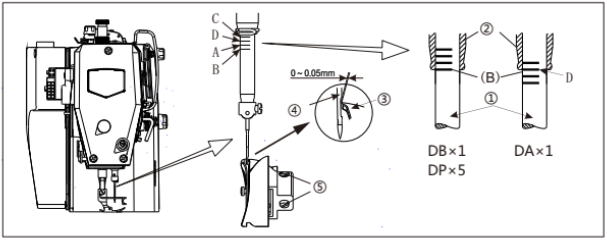 C
D
A
B
0~0.05mm
④
③
⑤
②
(B)
D
①
DB×1
DA×1
DP×5